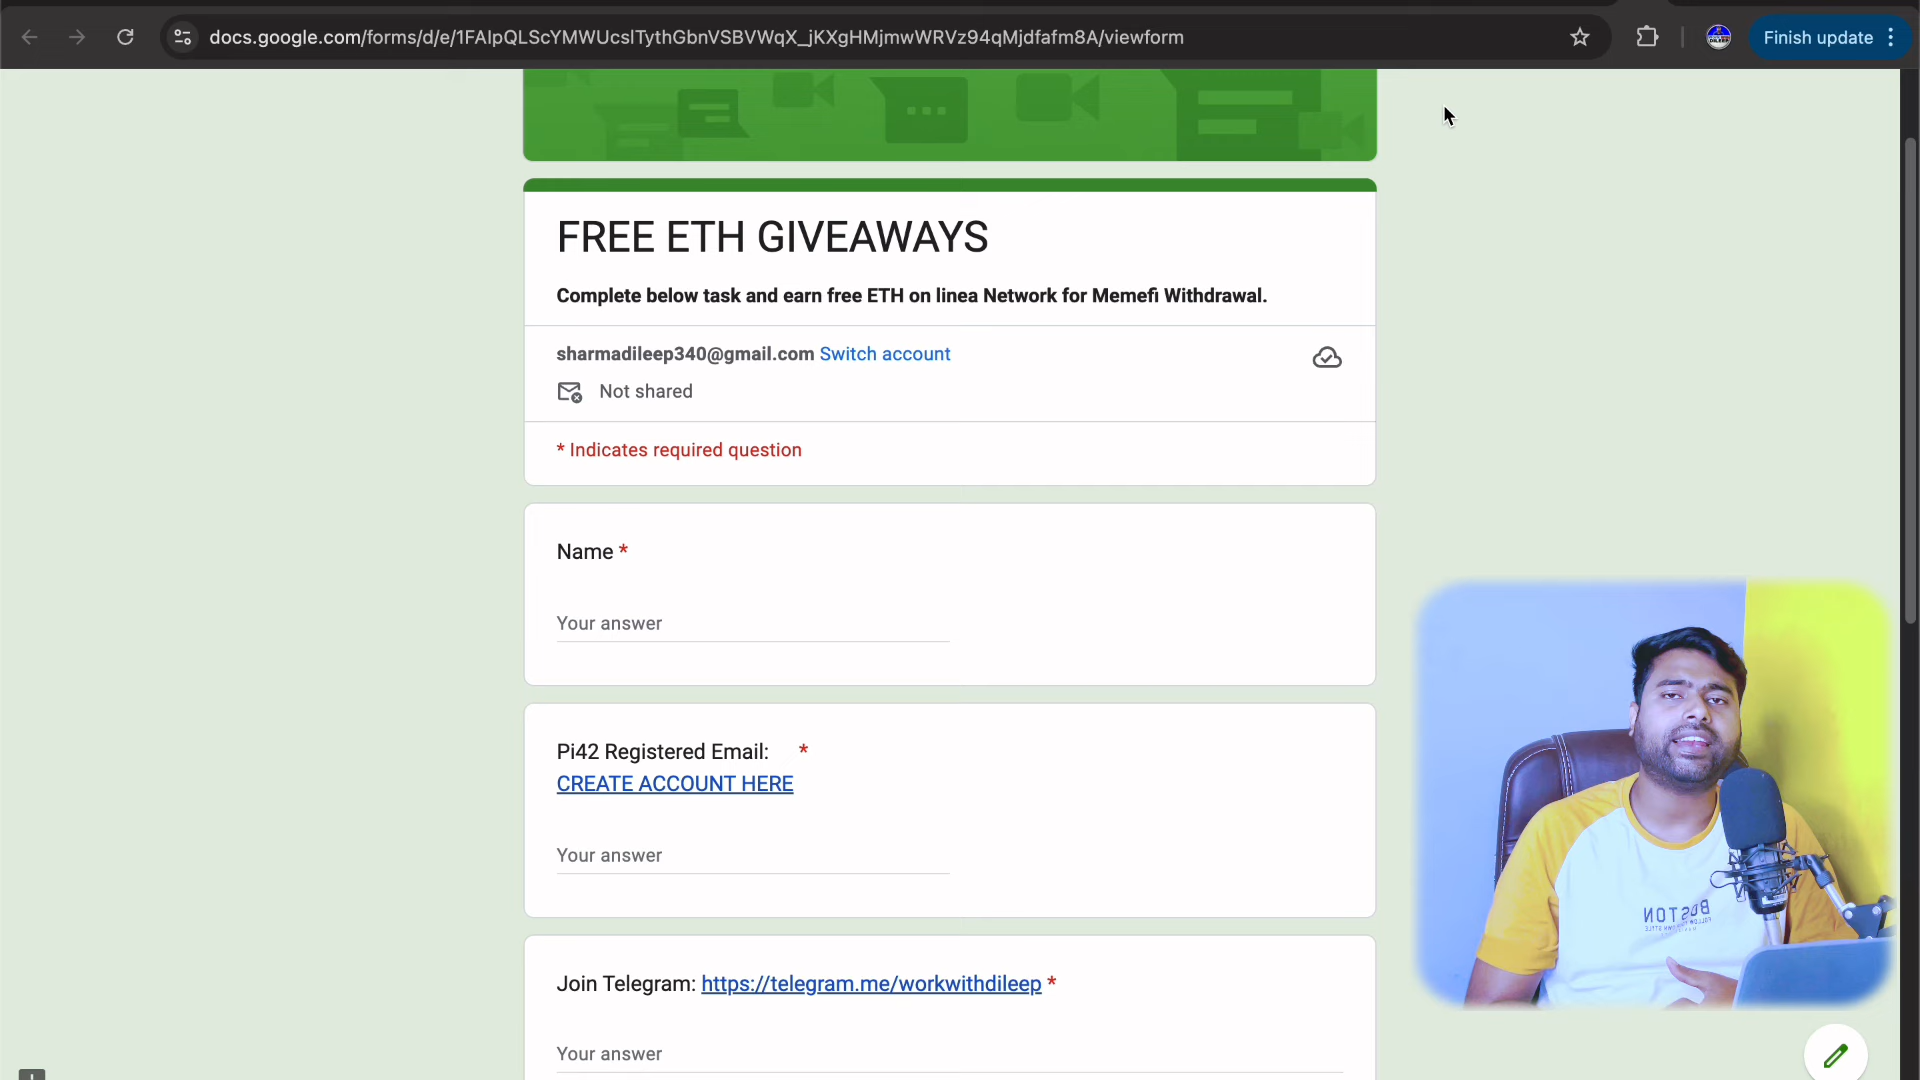 docs.google.com/forms/d/e/1FAIpQLScYMWUcslTythGbnVSBVWqX_jKXgHMjmwWRVz94qMjdfafm8A/viewform
Finish update
FREE ETH GIVEAWAYS
Complete below task and earn free ETH on linea Network for Memefi Withdrawal.
sharmadileep340@gmail.com Switch account
Not shared
* Indicates required question
Name *
Your answer
Pi42 Registered Email: *
CREATE ACCOUNT HERE
Your answer
Join Telegram: https://telegram.me/workwithdileep *
Your answer
BOSTON